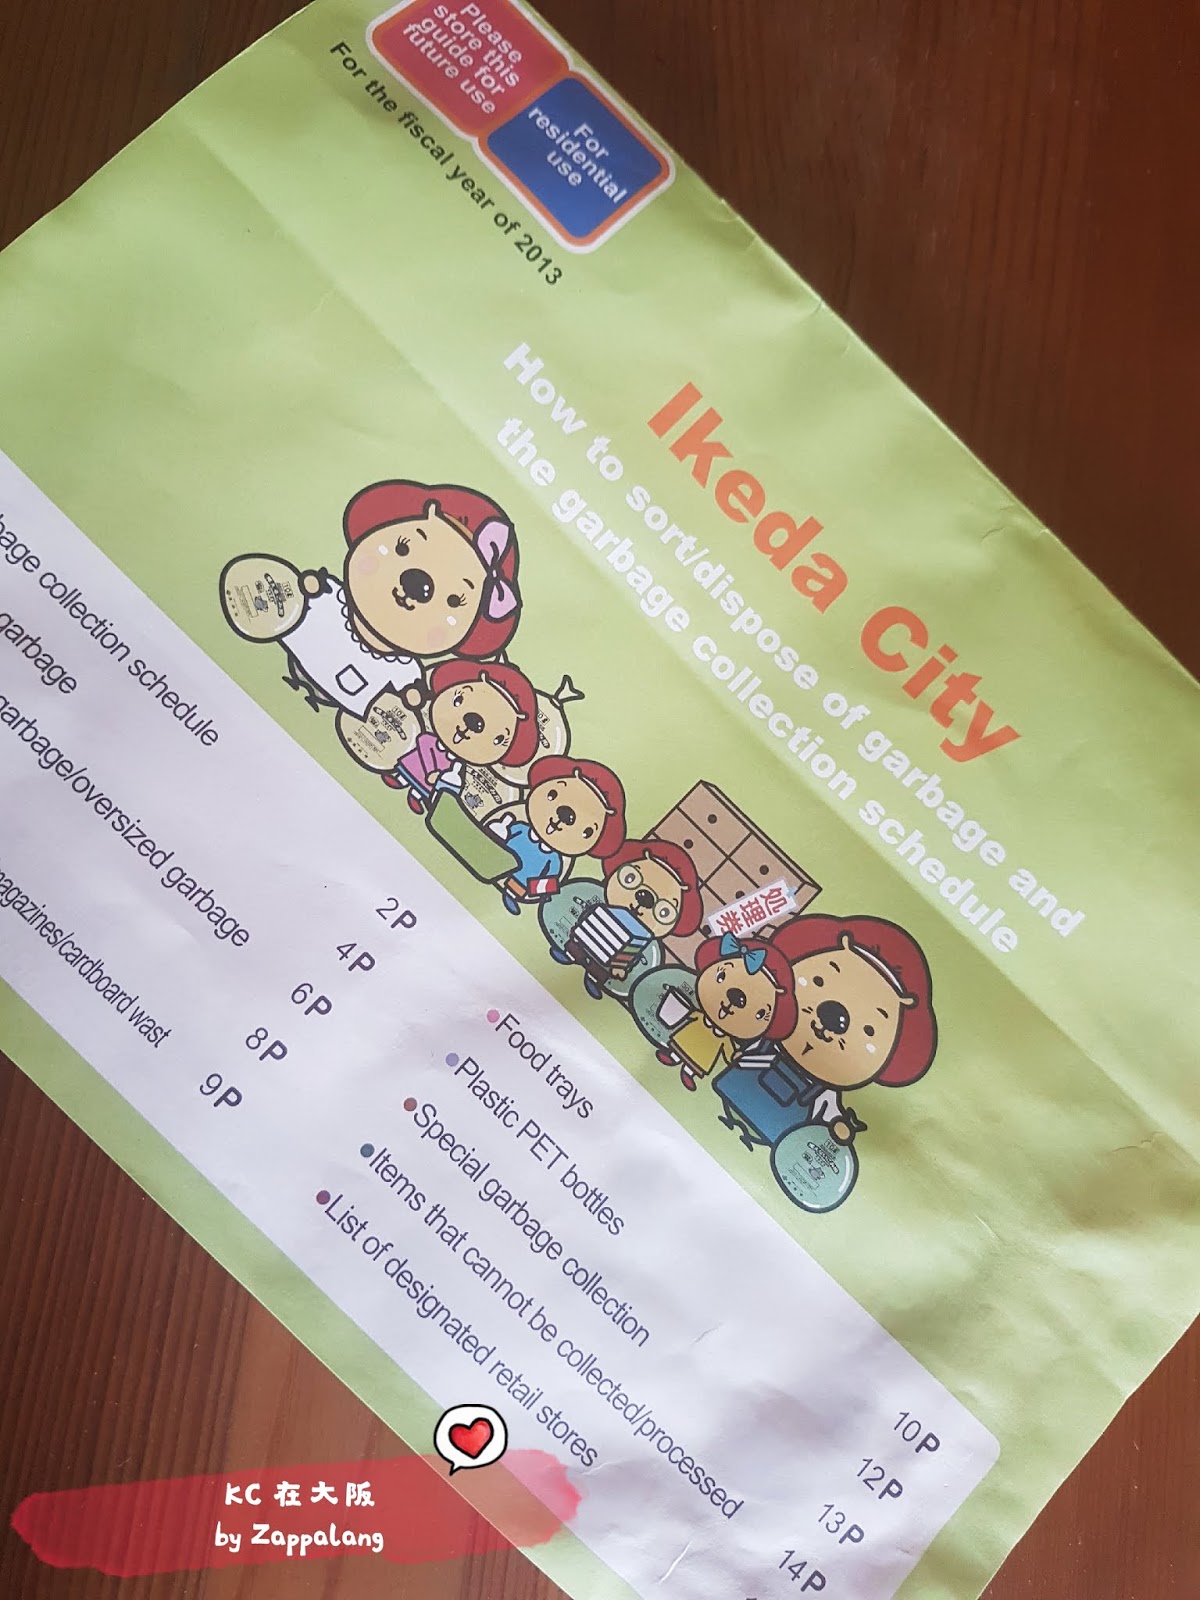 Please
store this
guide for
future use
For
residential
use
For the fiscal year of 2013
Ikeda City
How to sort/dispose of garbage and
the garbage collection schedule
処理券
collection schedule 2P
garbage 4P
garbage/oversized garbage 6P
8P
magazines/cardboard wast 9P
●Food trays 10P
●Plastic PET bottles 12P
●Special garbage collection 13P
●Items that cannot be collected/processed 14P
●List of designated retail stores
KC 在大阪
by Zappalang